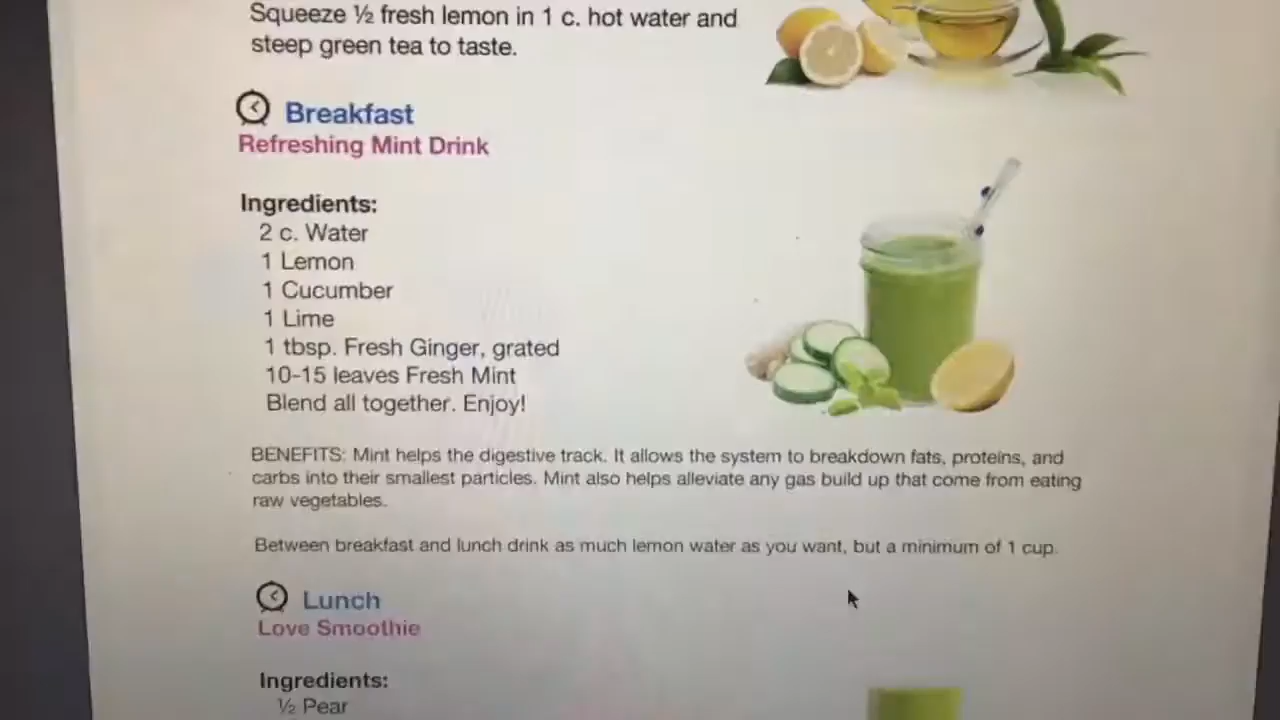 Squeeze ½ fresh lemon in 1 c. hot water and
steep green tea to taste.
Breakfast
Refreshing Mint Drink
Ingredients:
2 c. Water
1 Lemon
1 Cucumber
1 Lime
1 tbsp. Fresh Ginger, grated
10-15 leaves Fresh Mint
Blend all together. Enjoy!
BENEFITS: Mint helps the digestive track. It allows the system to breakdown fats, proteins, and
carbs into their smallest particles. Mint also helps alleviate any gas build up that come from eating
raw vegetables.
Between breakfast and lunch drink as much lemon water as you want, but a minimum of 1 cup.
Lunch
Love Smoothie
Ingredients:
½ Pear